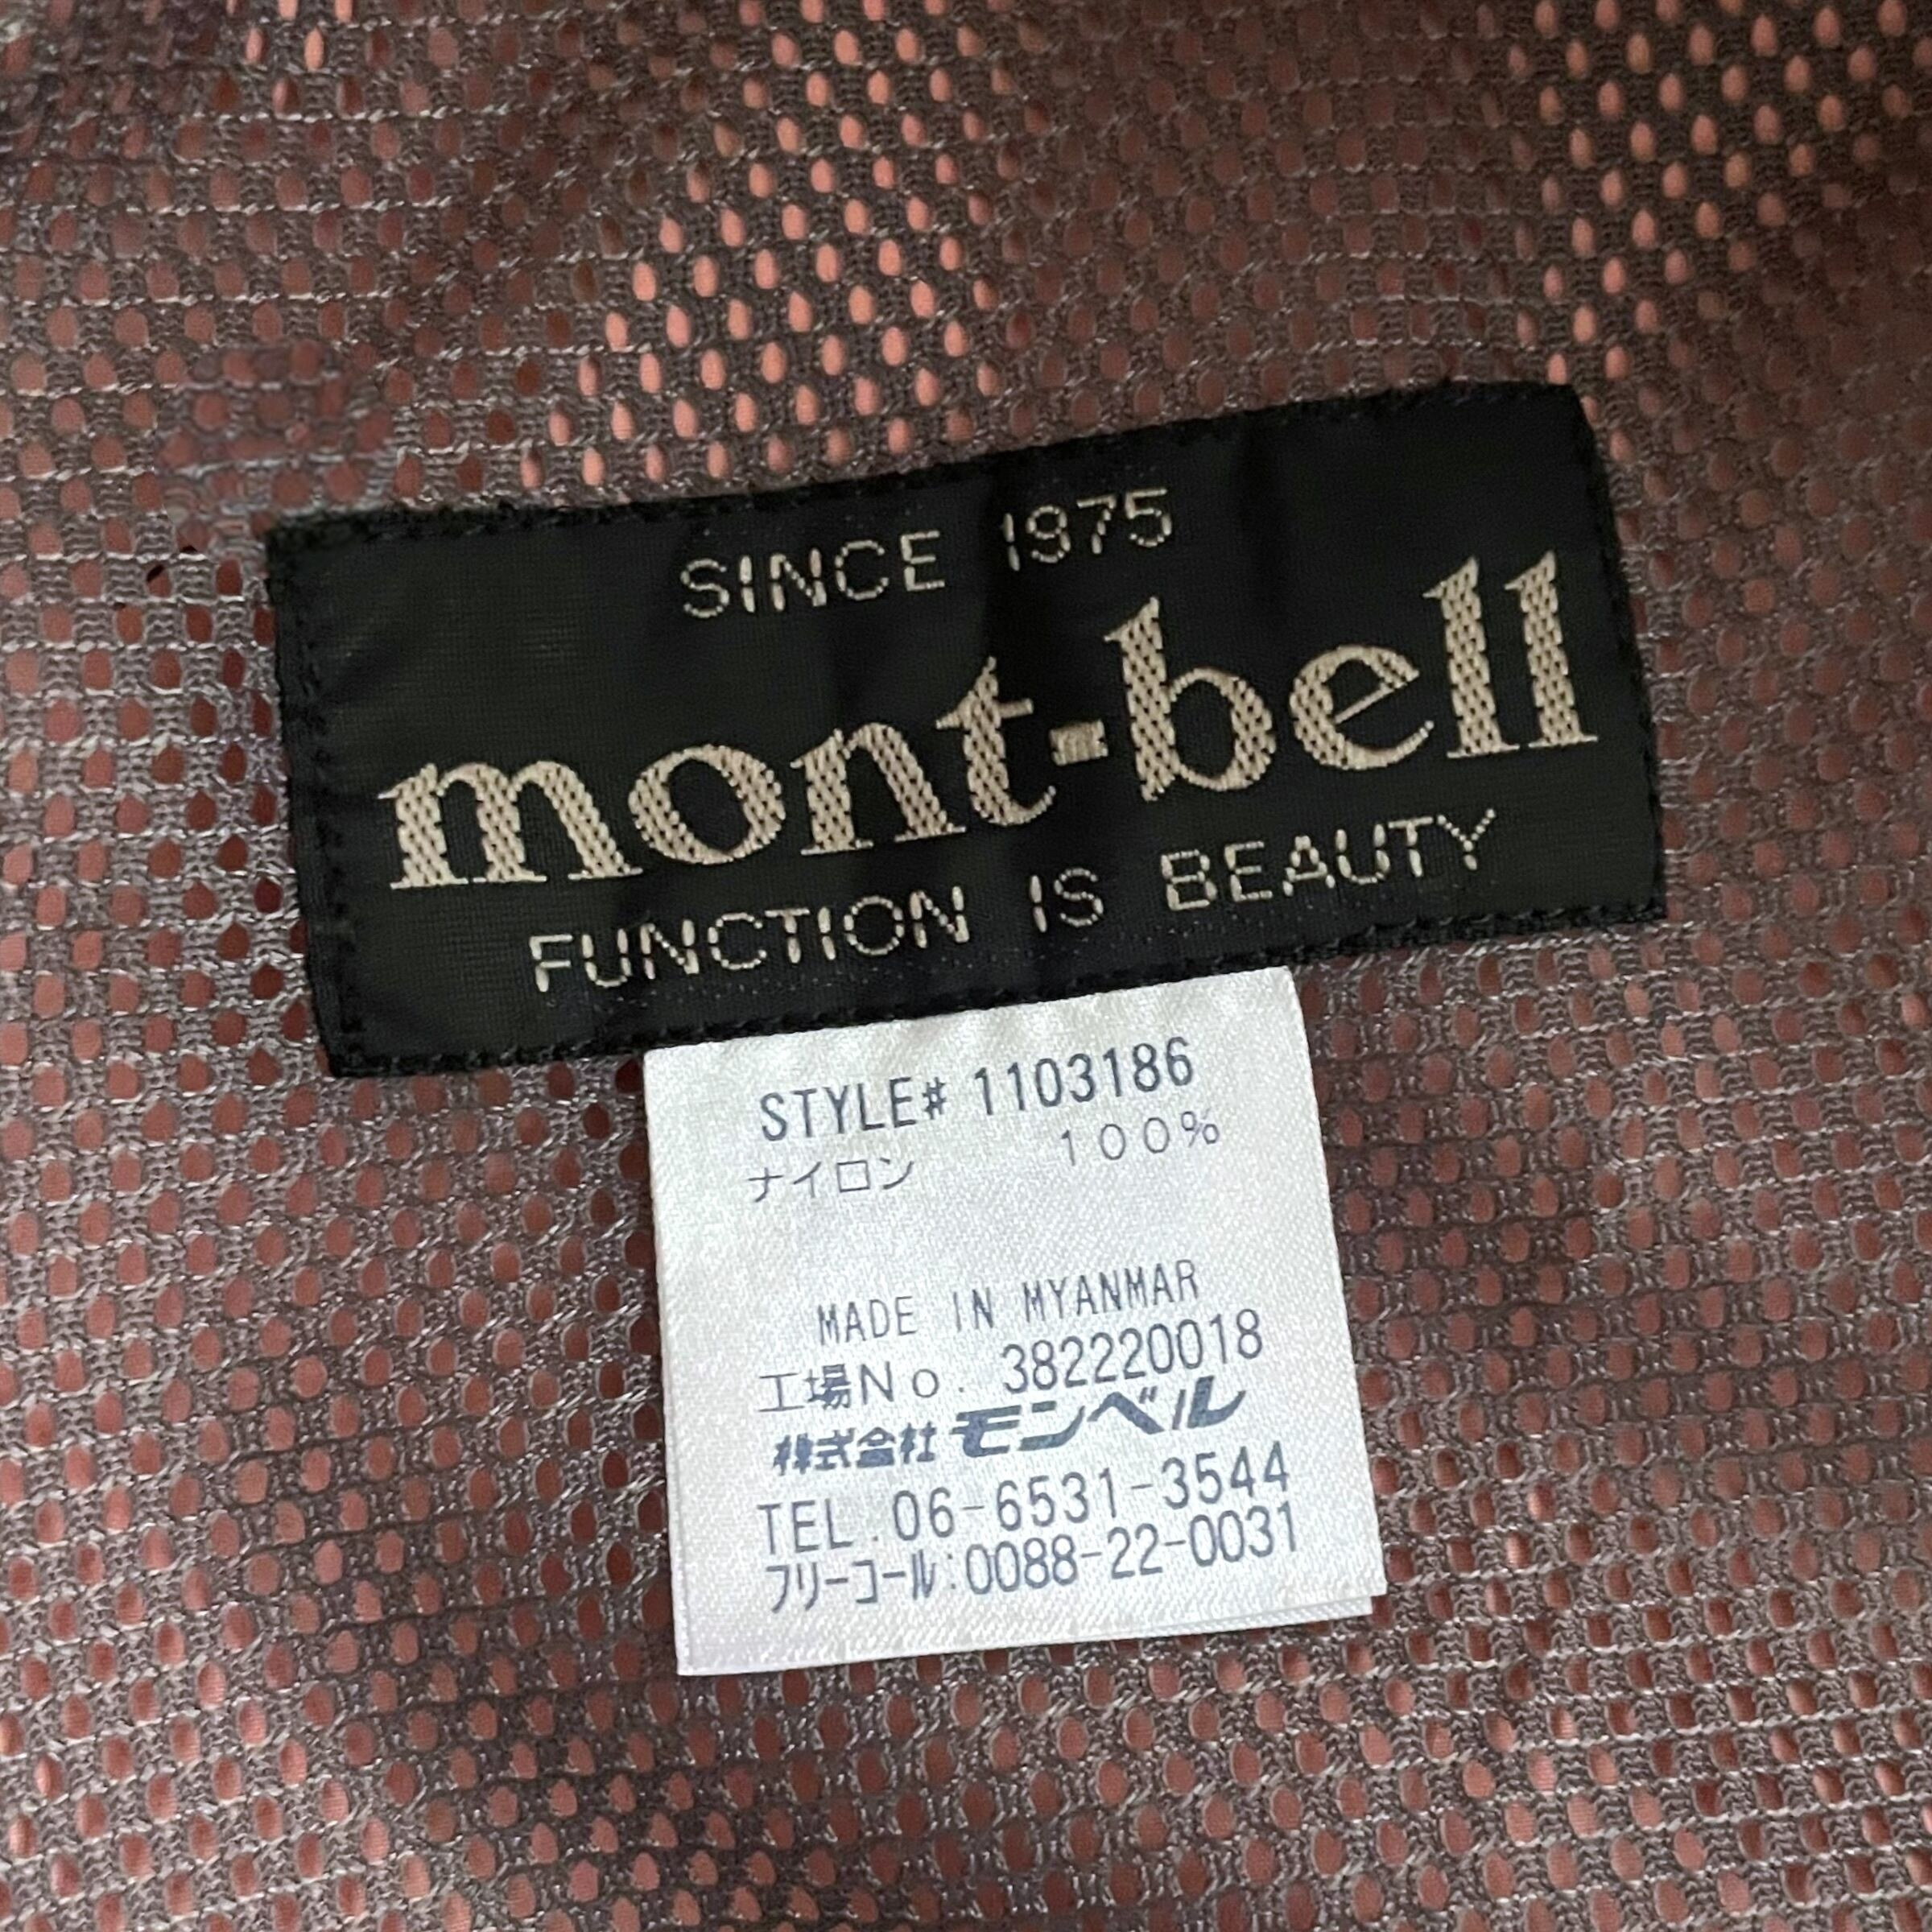 SINCE 1975
mont-bell
FUNCTION IS BEAUTY
STYLE# 1103186
ナイロン 100%
MADE IN MYANMAR
工場No. 382220018
株式会社モンベル
TEL.06-6531-3544
フリーコール:0088-22-0031